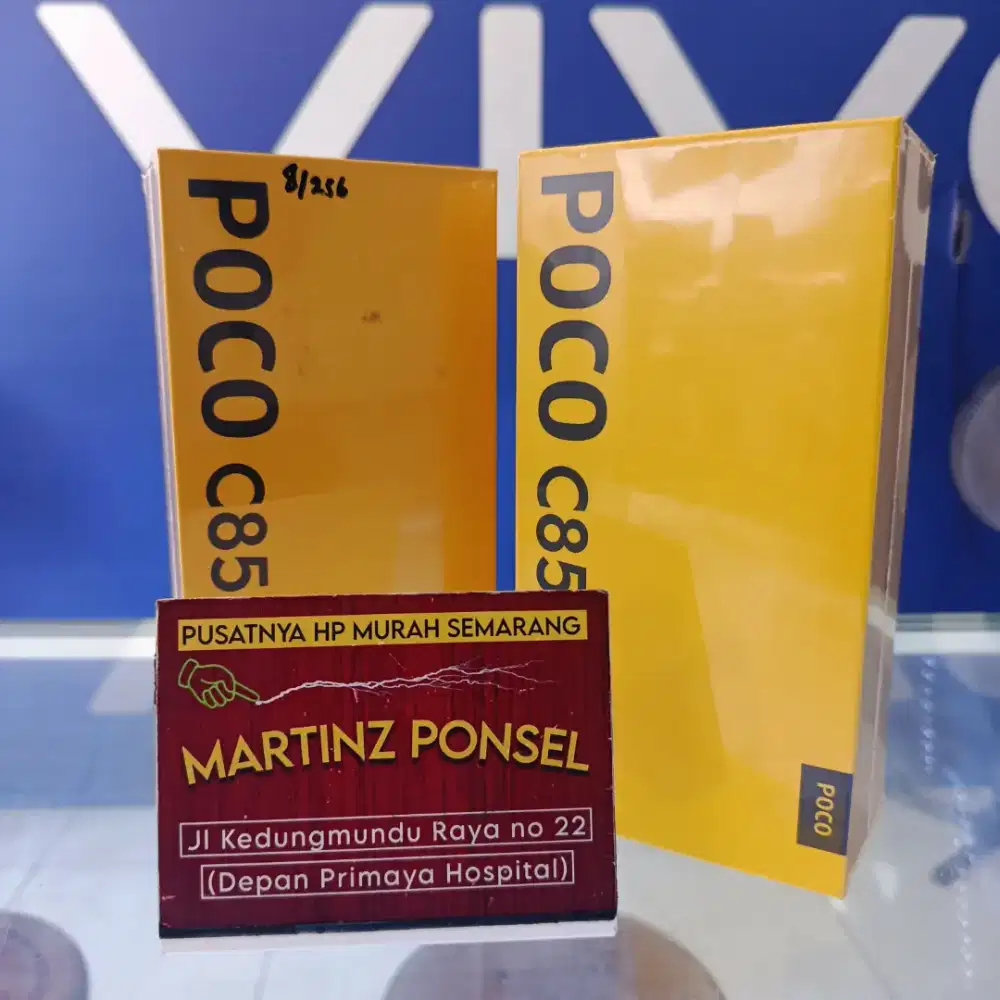 VIVO
8/256
POCO C85
POCO C85
POCO
PUSATNYA HP MURAH SEMARANG
MARTINZ PONSEL
Jl Kedungmundu Raya no 22
(Depan Primaya Hospital)